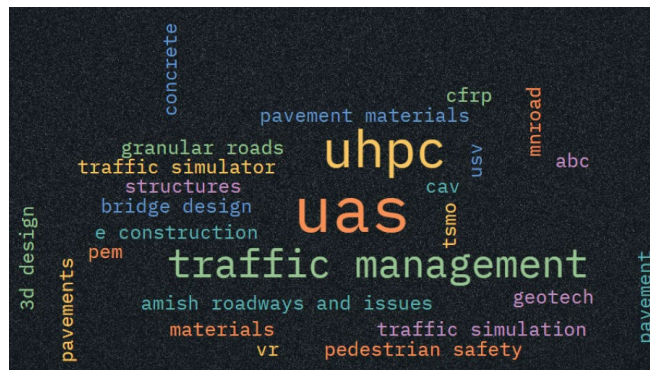 concrete
cfrp
mnroad
pavement materials
uhpc
granular roads
usv
abc
traffic simulator
structures
cav
uas
bridge design
tsmo
e construction
3d design
pem
traffic management
pavements
pavement
amish roadways and issues
geotech
materials
traffic simulation
vr
pedestrian safety